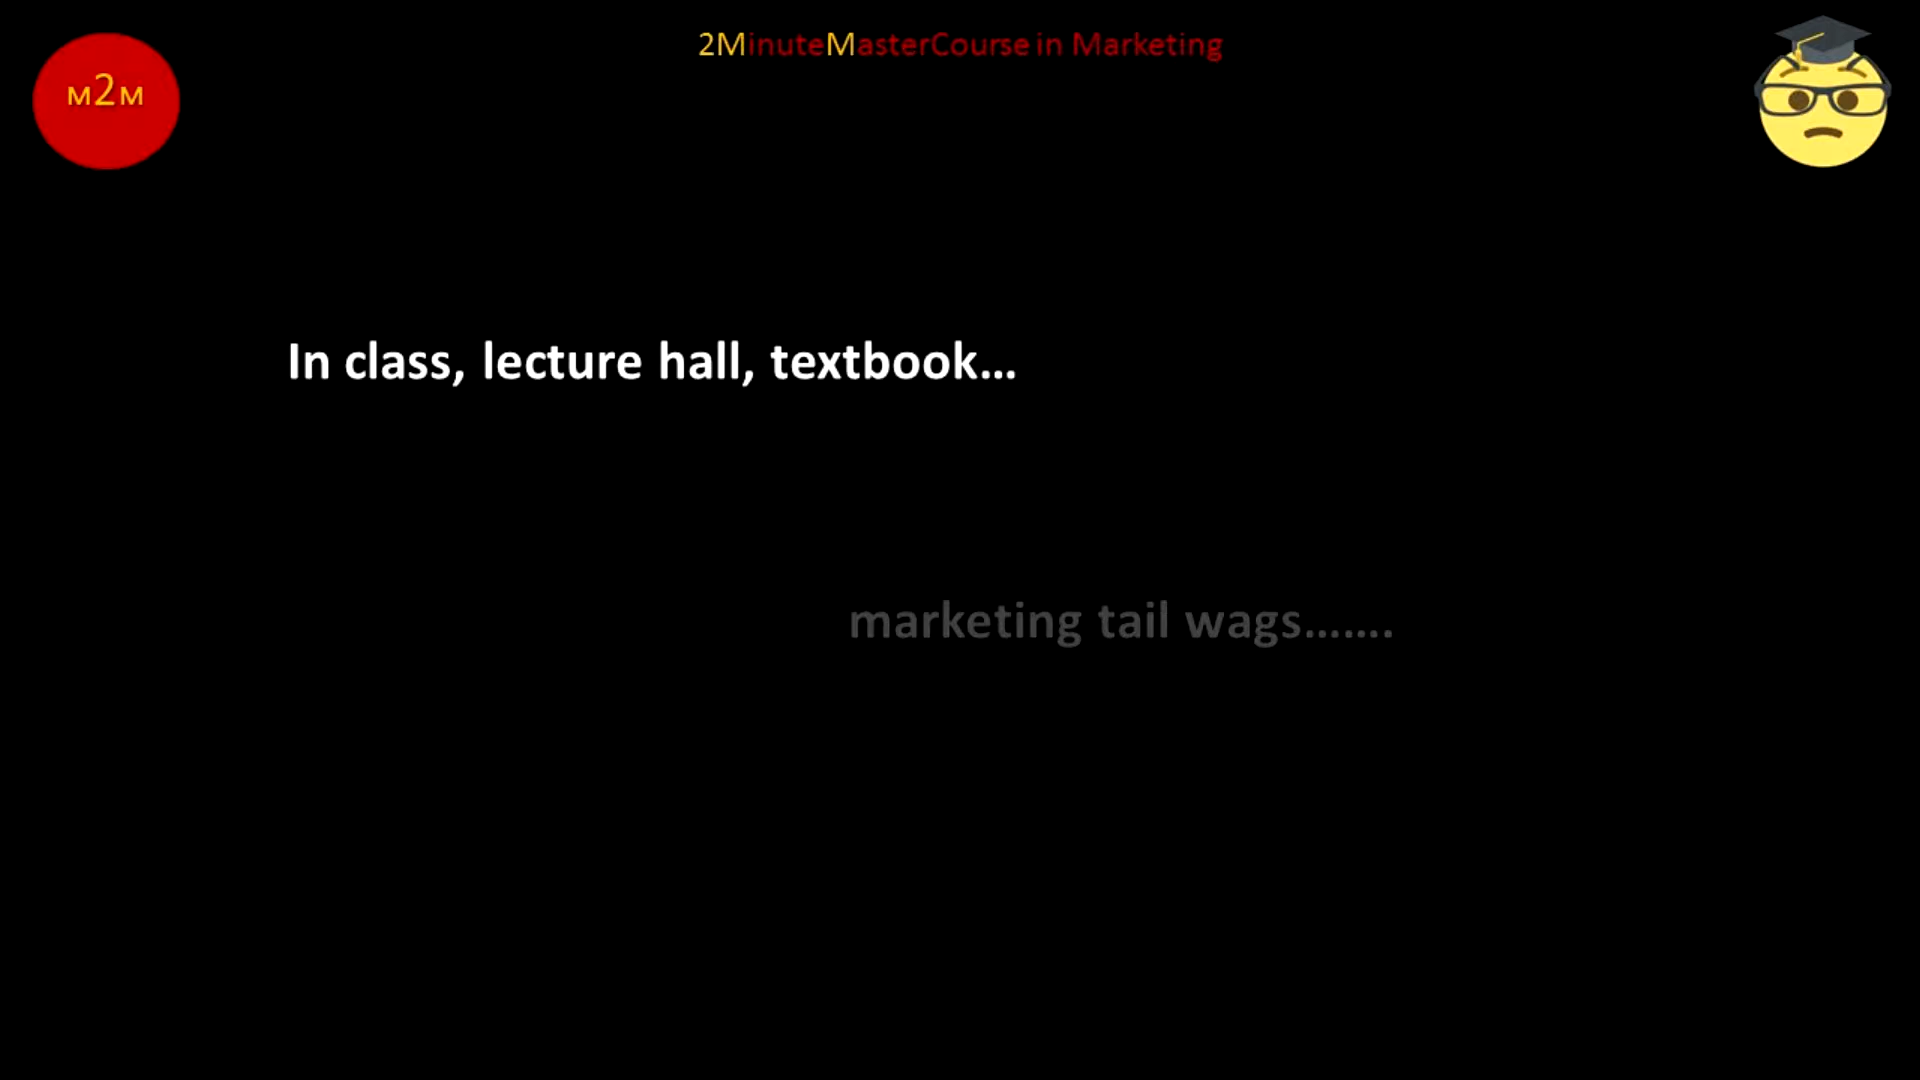 2MinuteMasterCourse in Marketing
M2M
In class, lecture hall, textbook...
marketing tail wags.......